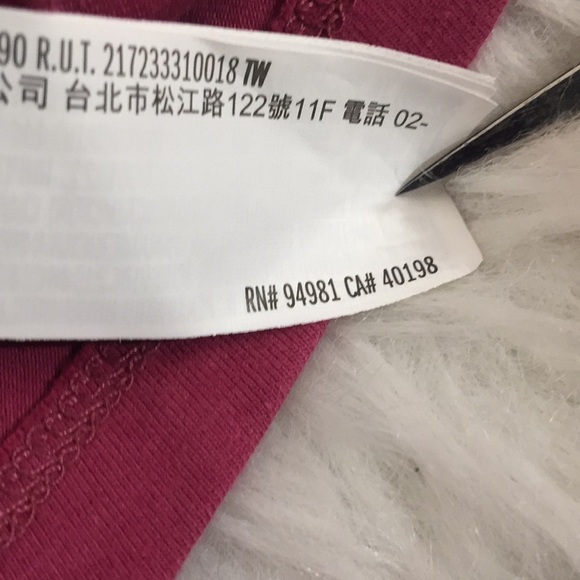 90 R.U.T. 217233310018 TW
公司 台北市松江路122號11F 電話 02-
RN# 94981 CA# 40198